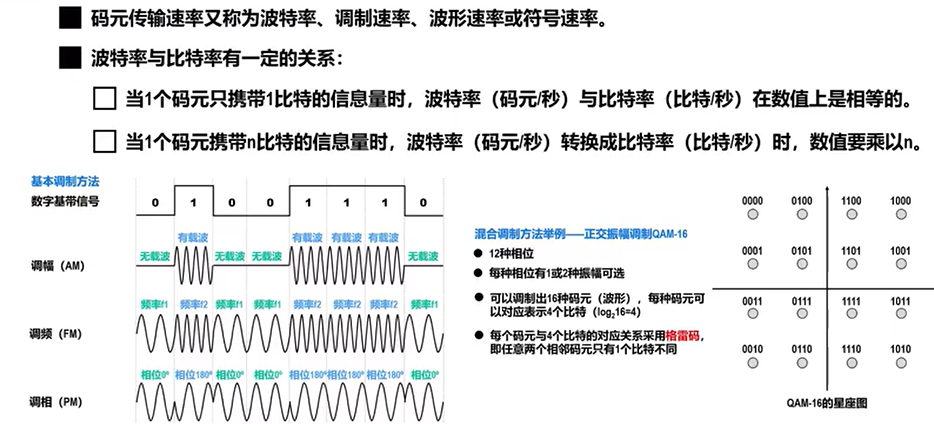 码元传输速率又称为波特率、调制速率、波形速率或符号速率。
波特率与比特率有一定的关系：
当1个码元只携带1比特的信息量时，波特率（码元/秒）与比特率（比特/秒）在数值上是相等的。
当1个码元携带n比特的信息量时，波特率（码元/秒）转换成比特率（比特/秒）时，数值要乘以n。
基本调制方法
数字基带信号 0 1 0 0 1 1 1 0
调幅（AM） 无载波 有载波 无载波 无载波 有载波 有载波 有载波 无载波
调频（FM） 频率f1 频率f2 频率f1 频率f1 频率f2 频率f2 频率f2 频率f1
调相（PM） 相位0° 相位180° 相位0° 相位0° 相位180° 相位180° 相位180° 相位0°
混合调制方法举例——正交振幅调制QAM-16
12种相位
每种相位有1或2种振幅可选
可以调制出16种码元（波形），每种码元可
以对应表示4个比特（log₂16=4）
每个码元与4个比特的对应关系采用格雷码，
即任意两个相邻码元只有1个比特不同
0000 0100 1100 1000
0001 0101 1101 1001
0011 0111 1111 1011
0010 0110 1110 1010
QAM-16的星座图